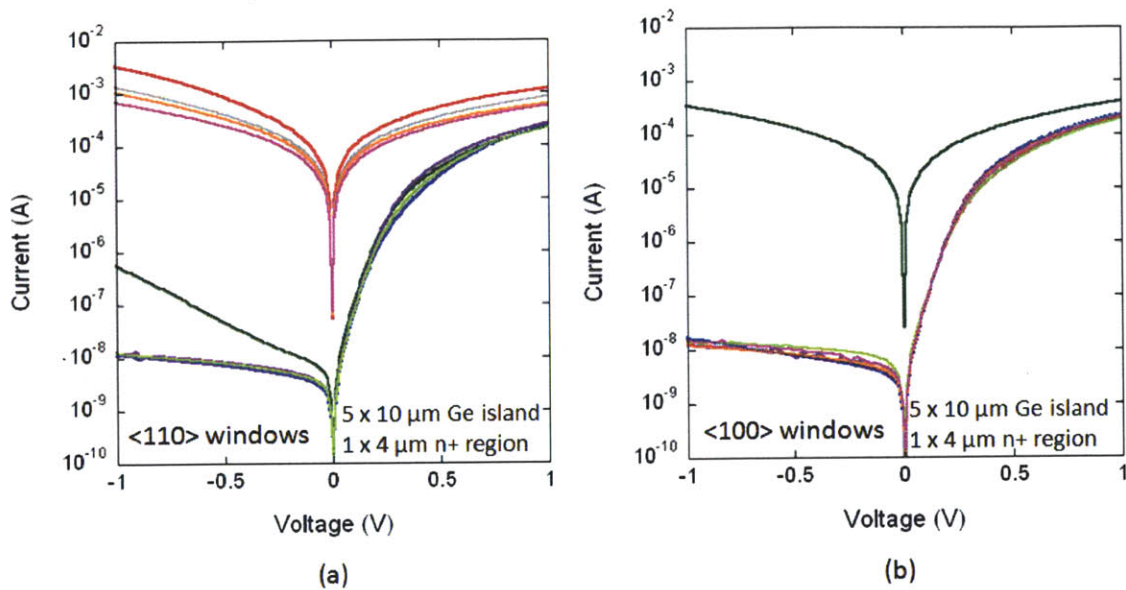 10^-2
10^-3
10^-4
10^-5
10^-6
10^-7
10^-8
10^-9
10^-10
Current (A)
<110> windows
5 x 10 µm Ge island
1 x 4 µm n+ region
-1 -0.5 0 0.5 1
Voltage (V)
(a)
10^-2
10^-3
10^-4
10^-5
10^-6
10^-7
10^-8
10^-9
10^-10
Current (A)
<100> windows
5 x 10 µm Ge island
1 x 4 µm n+ region
-1 -0.5 0 0.5 1
Voltage (V)
(b)